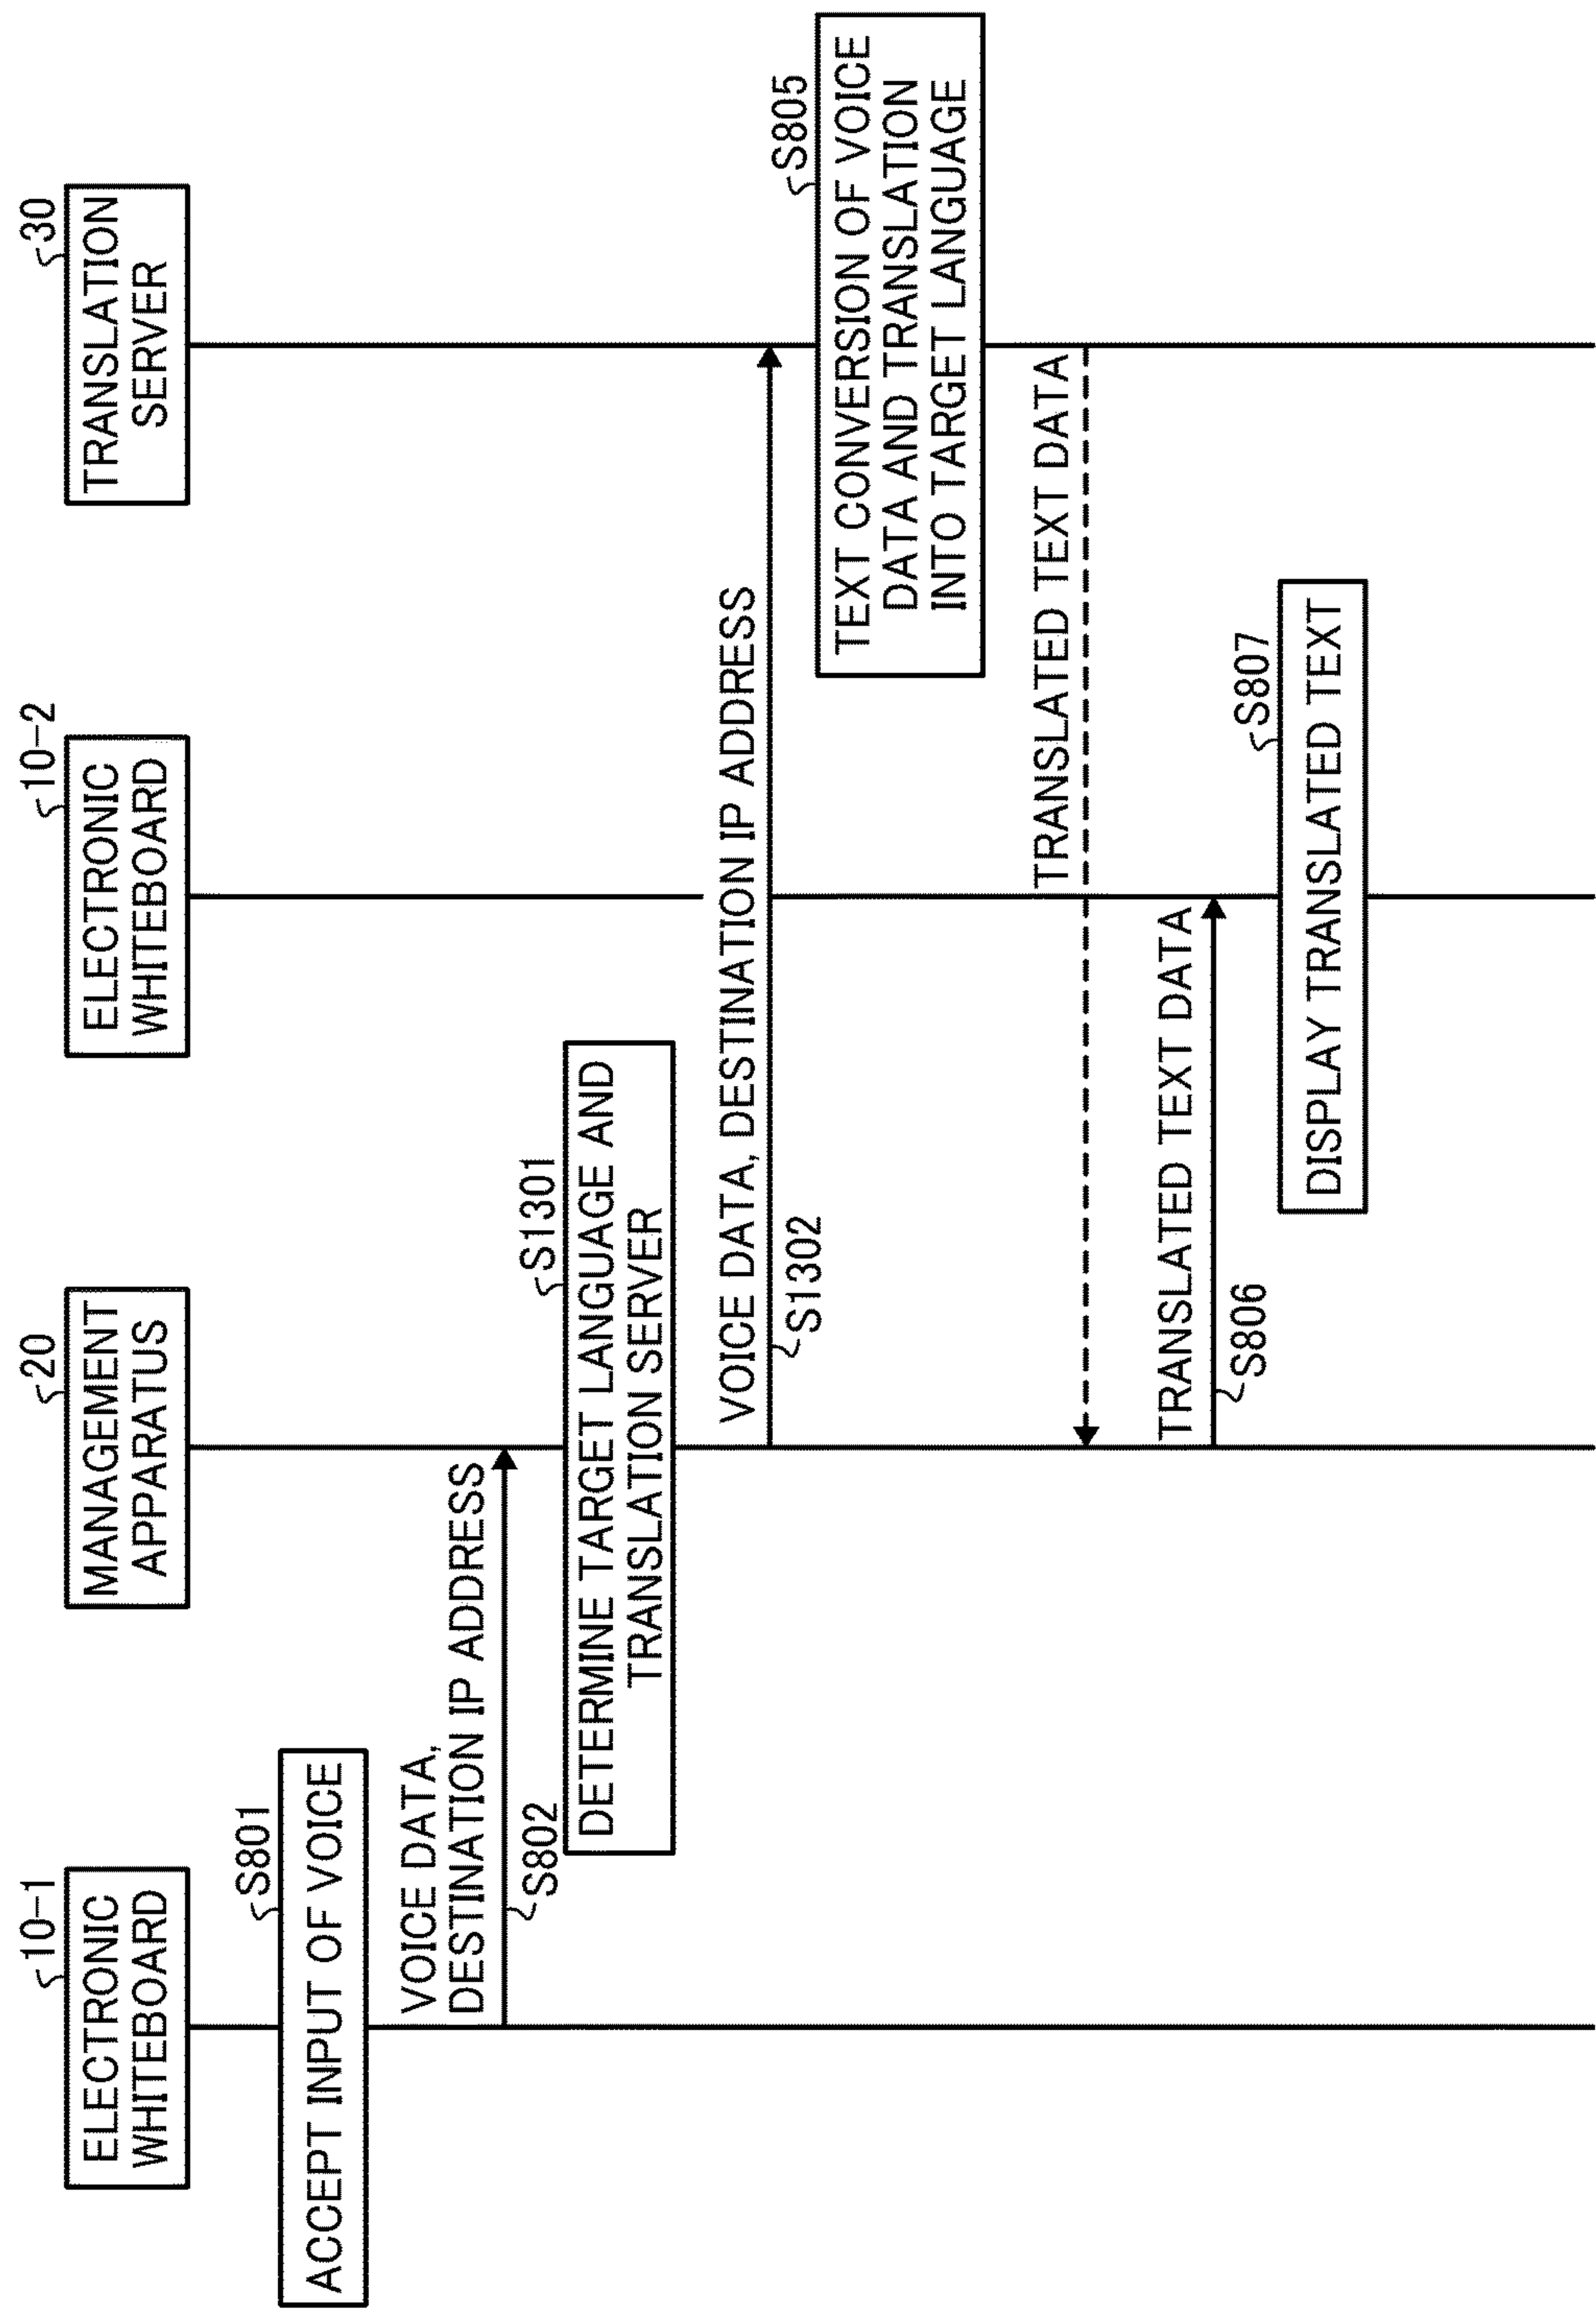 10-1
ELECTRONIC
WHITEBOARD
20
MANAGEMENT
APPARATUS
10-2
ELECTRONIC
WHITEBOARD
30
TRANSLATION
SERVER
S801
ACCEPT INPUT OF VOICE
VOICE DATA,
DESTINATION IP ADDRESS
S802
S1301
DETERMINE TARGET LANGUAGE AND
TRANSLATION SERVER
VOICE DATA, DESTINATION IP ADDRESS
S1302
S805
TEXT CONVERSION OF VOICE
DATA AND TRANSLATION
INTO TARGET LANGUAGE
TRANSLATED TEXT DATA
TRANSLATED TEXT DATA
S806
S807
DISPLAY TRANSLATED TEXT